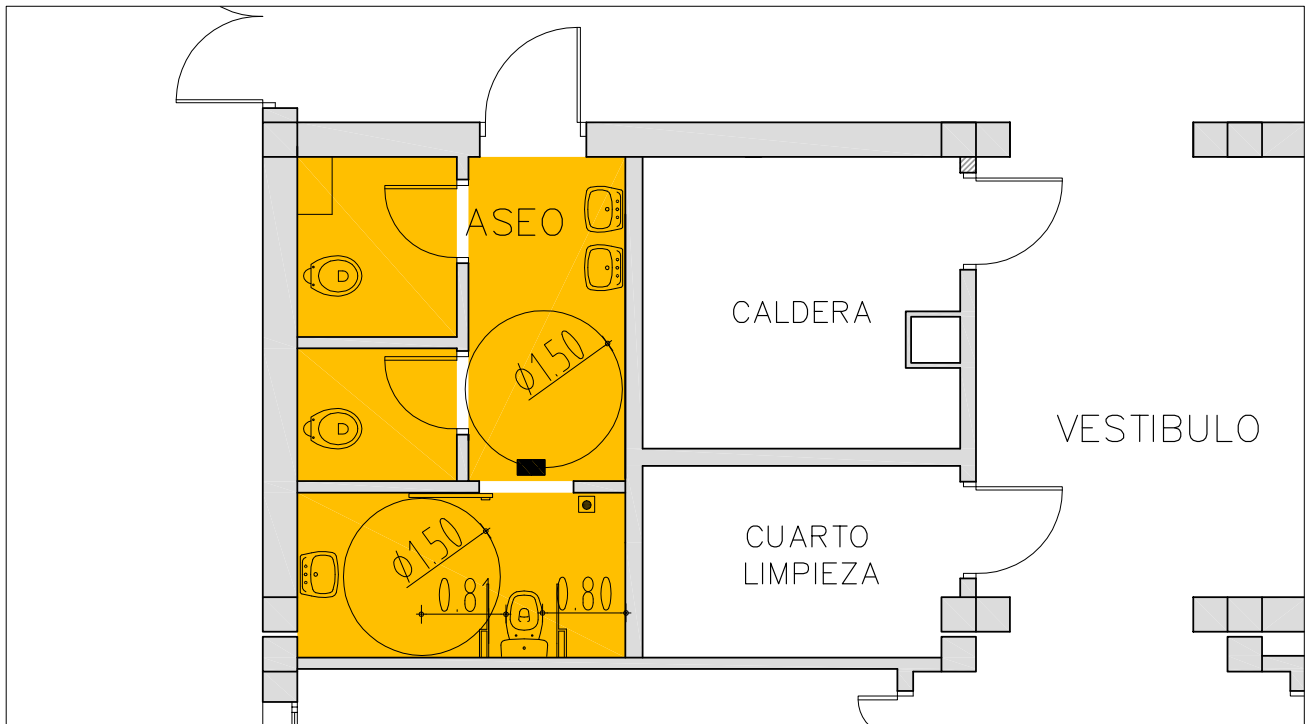 ASEO
CALDERA
Ø1.50
VESTIBULO
CUARTO
LIMPIEZA
Ø1.50
0.81
0.80